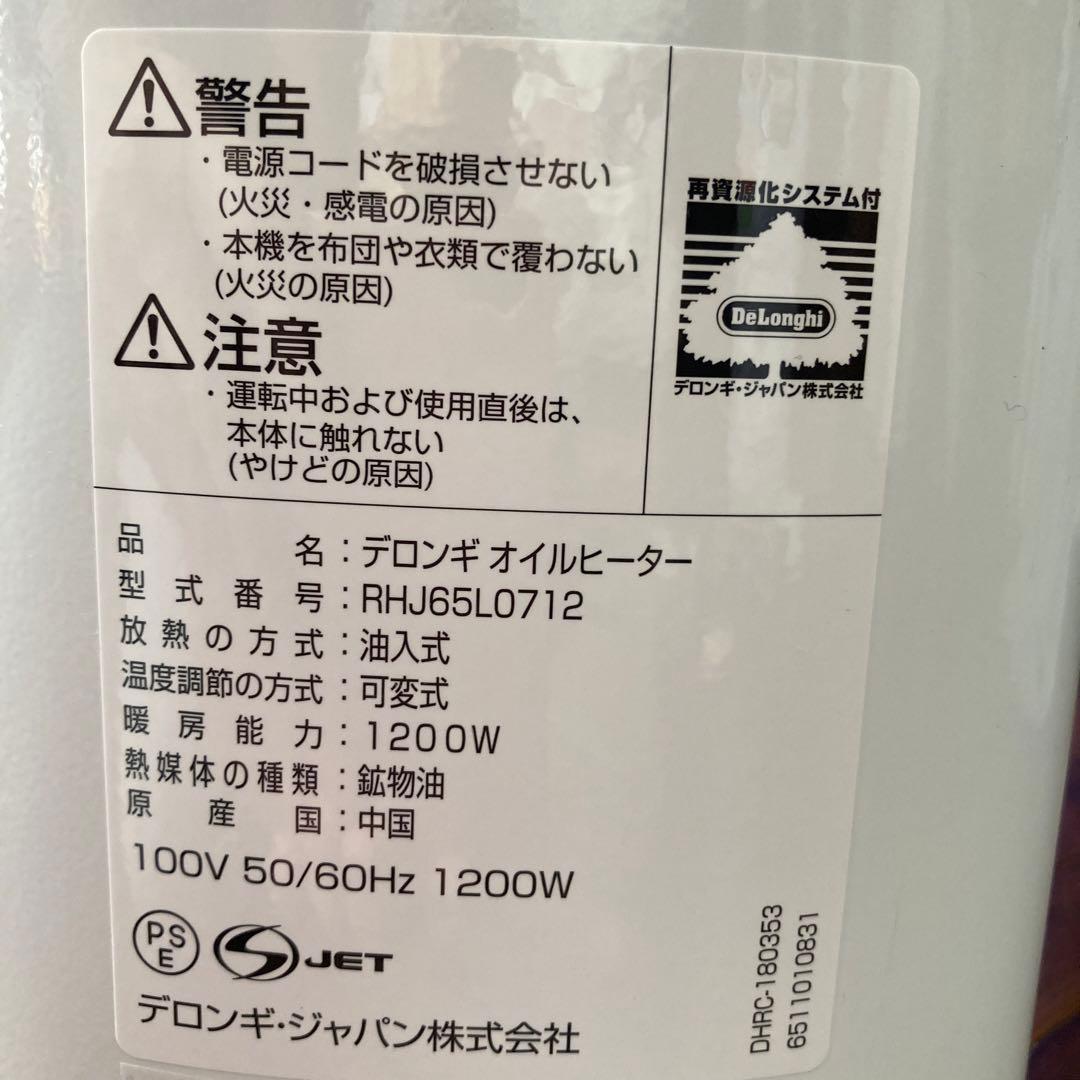 警告
・電源コードを破損させない
(火災・感電の原因)
・本機を布団や衣類で覆わない
(火災の原因)
注意
・運転中および使用直後は、
本体に触れない
(やけどの原因)
再資源化システム付
DeLonghi
デロンギ・ジャパン株式会社
品名：デロンギ オイルヒーター
型式番号：RHJ65L0712
放熱の方式：油入式
温度調節の方式：可変式
暖房能力：1200W
熱媒体の種類：鉱物油
原産国：中国
100V 50/60Hz 1200W
PSE
JET
デロンギ・ジャパン株式会社
DHRC-180353
6511010831